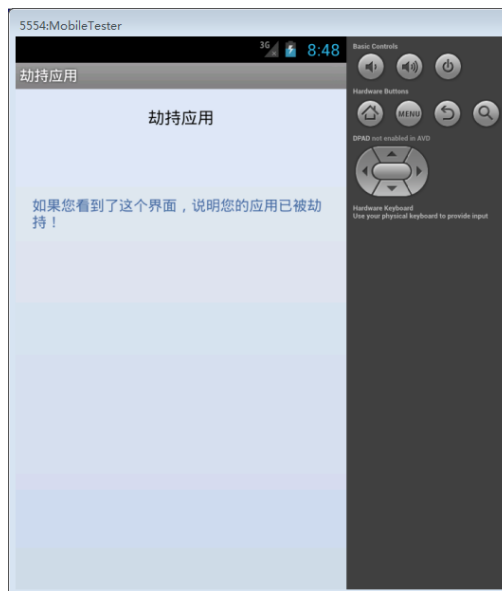 5554:MobileTester
3G 8:48
劫持应用
劫持应用
如果您看到了这个界面，说明您的应用已被劫
持！
Basic Controls
Hardware Buttons
MENU
DPAD not enabled in AVD
Hardware Keyboard
Use your physical keyboard to provide input